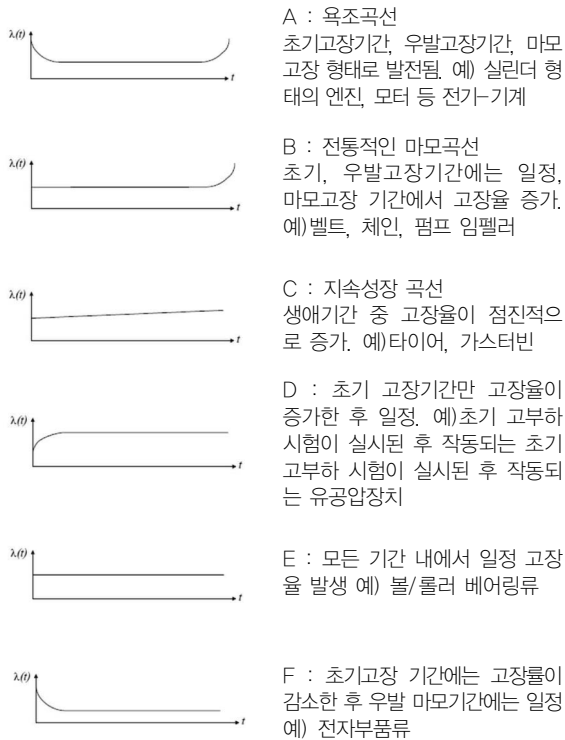 λ(t)
t
A : 욕조곡선
초기고장기간, 우발고장기간, 마모
고장 형태로 발전됨. 예) 실린더 형
태의 엔진, 모터 등 전기-기계
λ(t)
t
B : 전통적인 마모곡선
초기, 우발고장기간에는 일정,
마모고장 기간에서 고장율 증가.
예)벨트, 체인, 펌프 임펠러
λ(t)
t
C : 지속성장 곡선
생애기간 중 고장율이 점진적으
로 증가. 예)타이어, 가스터빈
λ(t)
t
D : 초기 고장기간만 고장율이
증가한 후 일정. 예)초기 고부하
시험이 실시된 후 작동되는 초기
고부하 시험이 실시된 후 작동되
는 유공압장치
λ(t)
t
E : 모든 기간 내에서 일정 고장
율 발생 예) 볼/롤러 베어링류
λ(t)
t
F : 초기고장 기간에는 고장률이
감소한 후 우발 마모기간에는 일정
예) 전자부품류